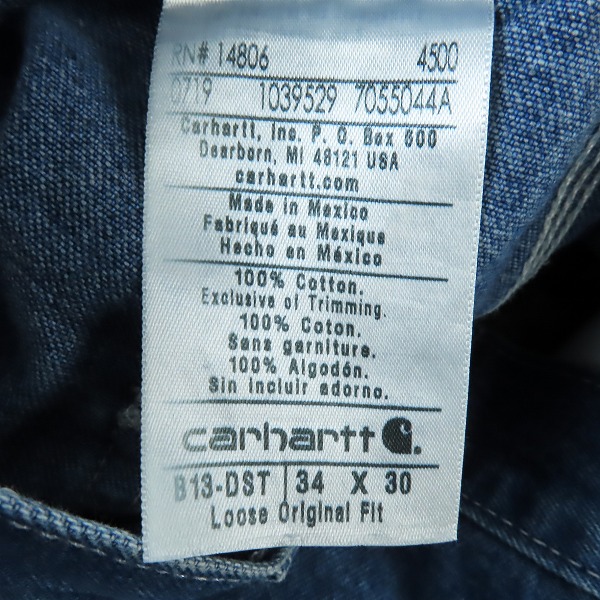 RN# 14806 4500
0719 1039529 7055044A
Carhartt, Inc. P. O. Box 600
Dearborn, MI 48121 USA
carhartt.com
Made in Mexico
Fabriqué au Mexique
Hecho en México
100% Cotton.
Exclusive of Trimming.
100% Coton.
Sans garniture.
100% Algodón.
Sin incluir adorno.
carhartt
B13-DST 34 X 30
Loose Original Fit